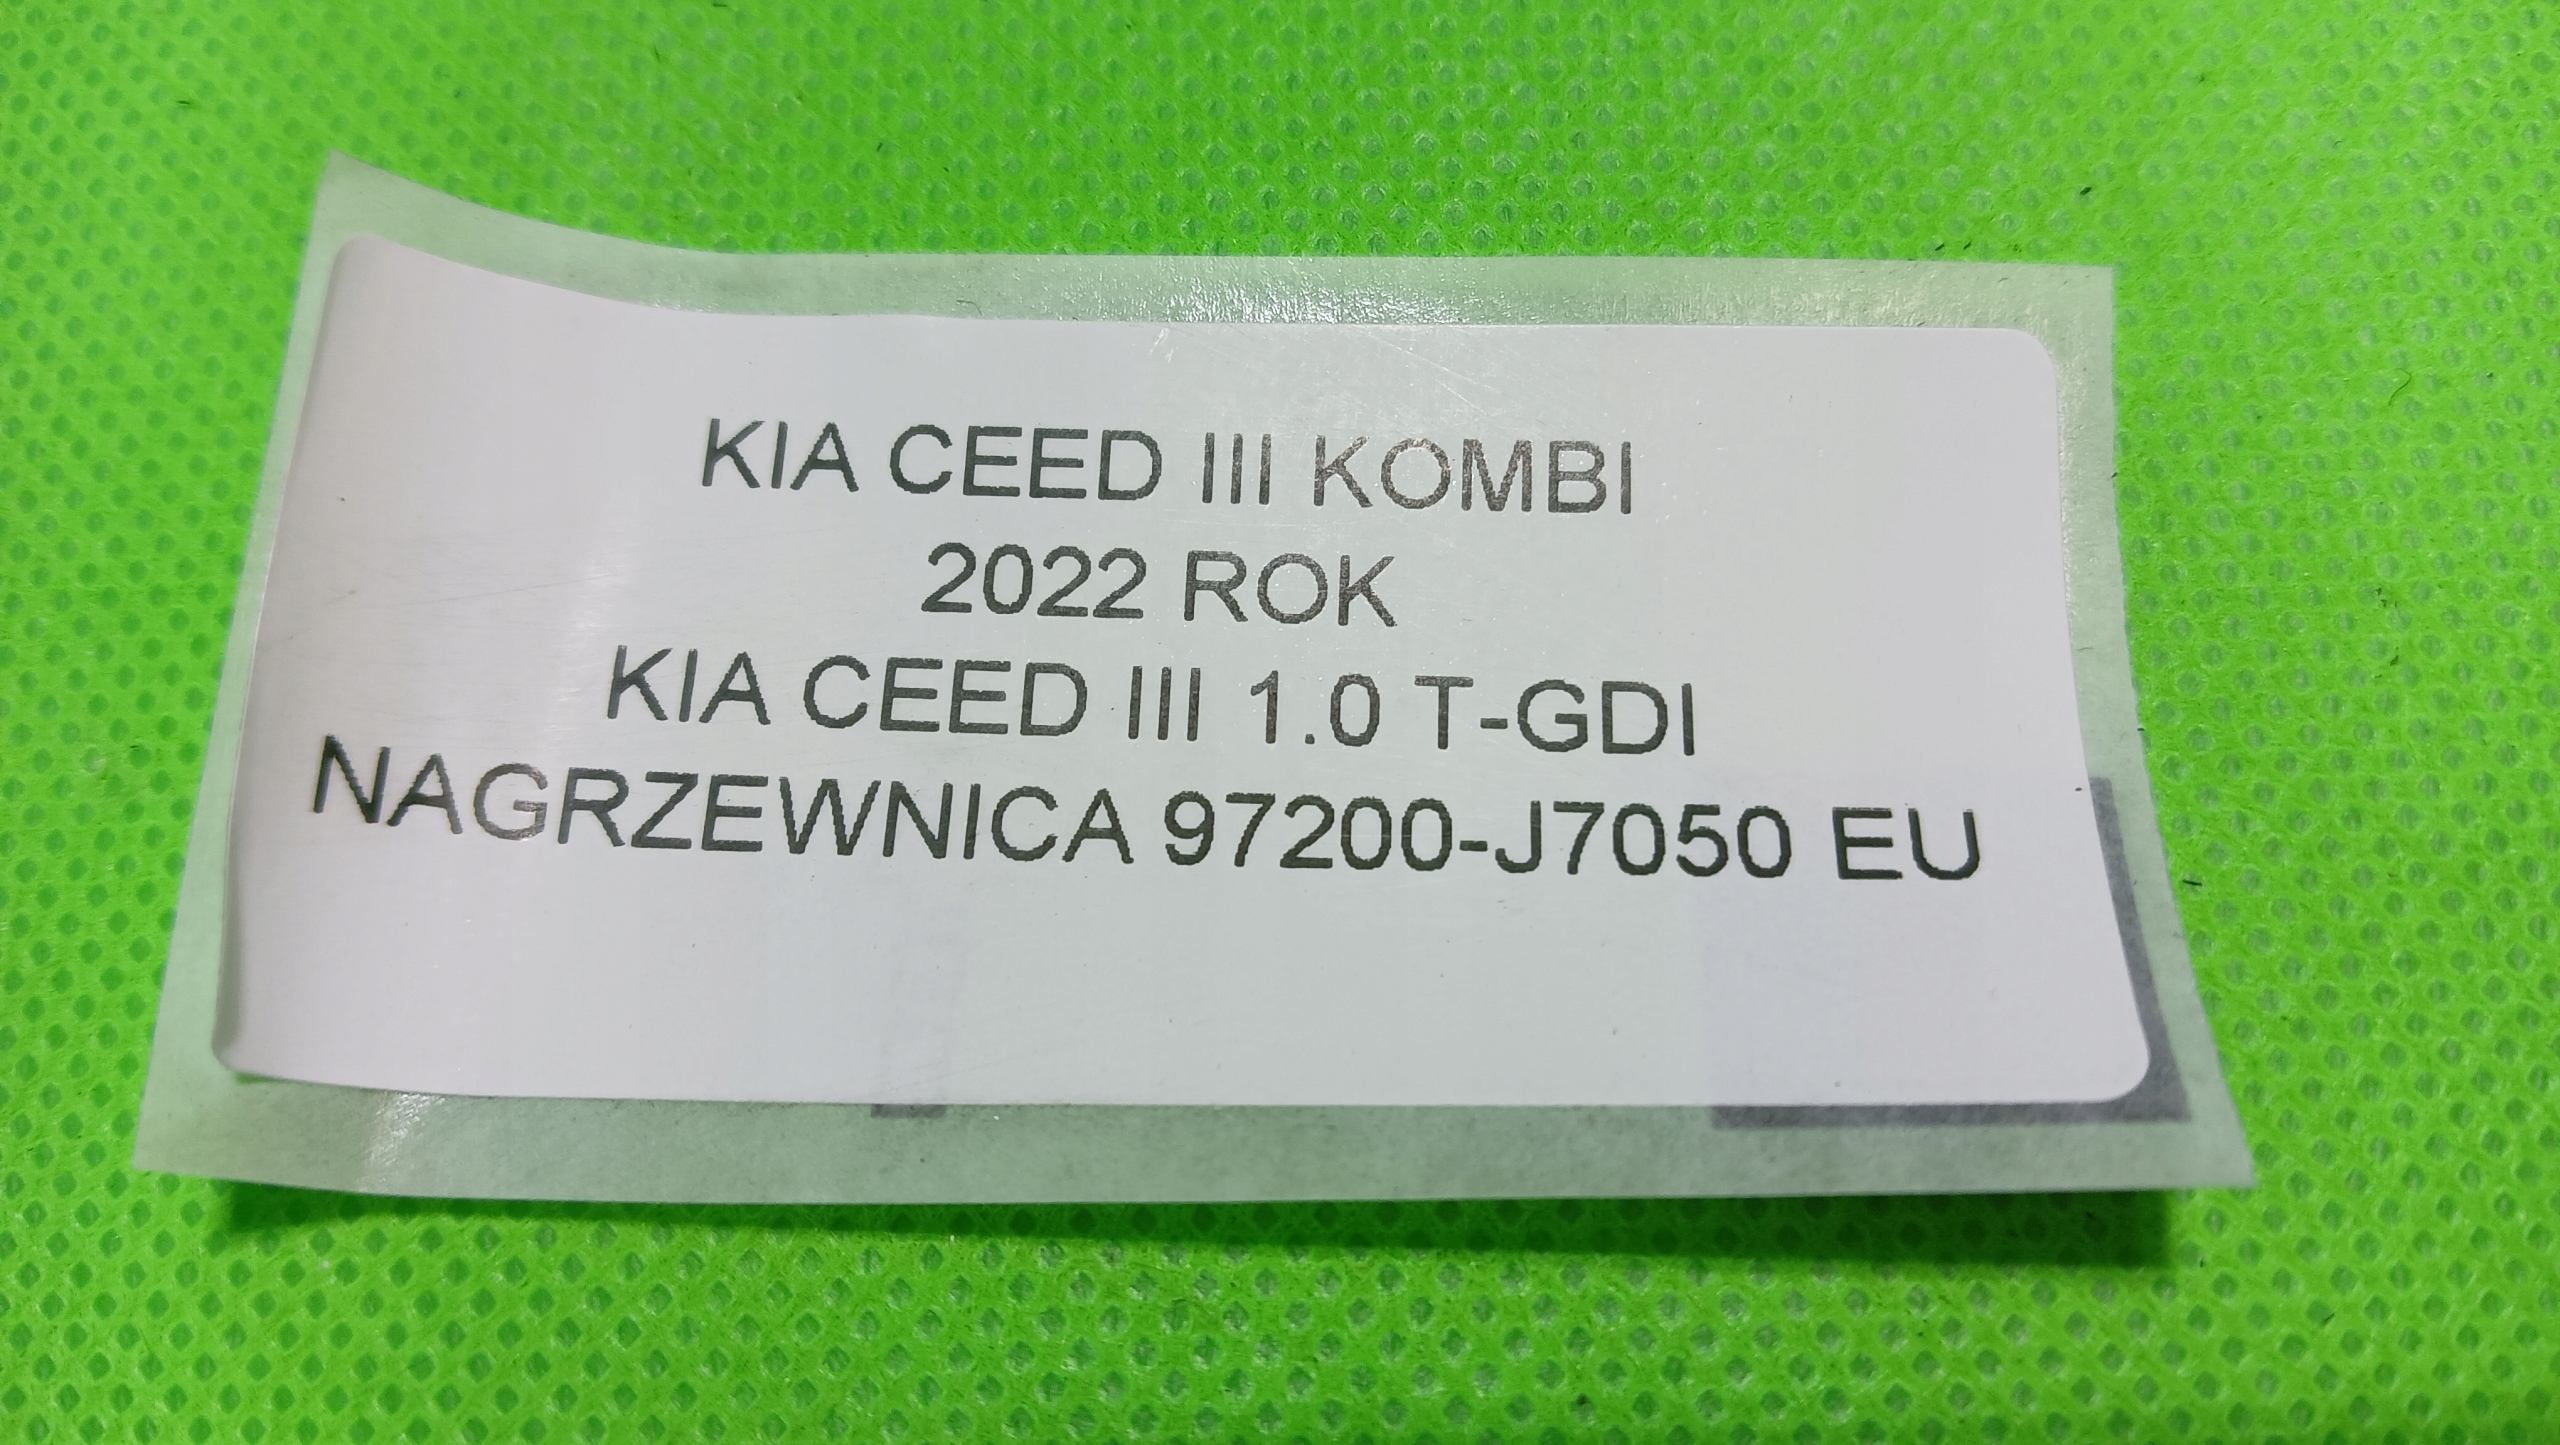 KIA CEED III KOMBI
2022 ROK
KIA CEED III 1.0 T-GDI
NAGRZEWNICA 97200-J7050 EU